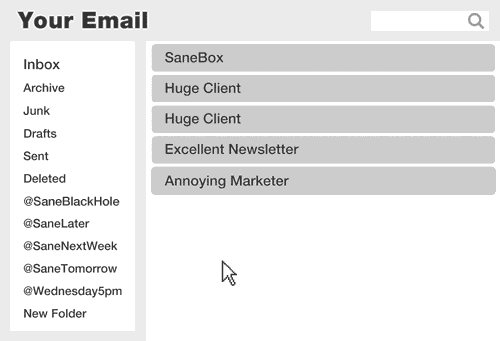 Your Email
Inbox
Archive
Junk
Drafts
Sent
Deleted
@SaneBlackHole
@SaneLater
@SaneNextWeek
@SaneTomorrow
@Wednesday5pm
New Folder
SaneBox
Huge Client
Huge Client
Excellent Newsletter
Annoying Marketer